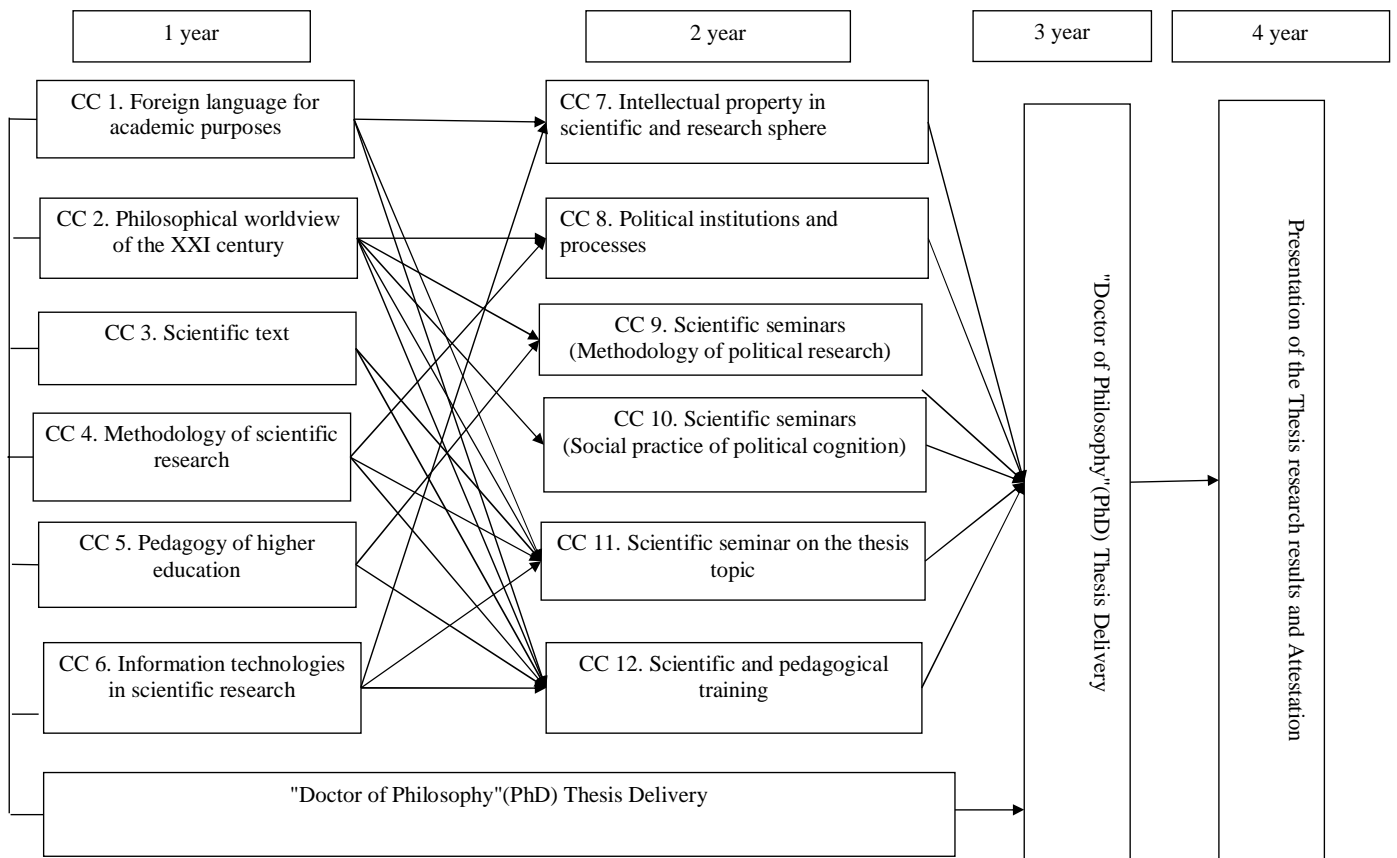 1 year
2 year
3 year
4 year
CC 1. Foreign language for
academic purposes
CC 2. Philosophical worldview
of the XXI century
CC 3. Scientific text
CC 4. Methodology of scientific
research
CC 5. Pedagogy of higher
education
CC 6. Information technologies
in scientific research
CC 7. Intellectual property in
scientific and research sphere
CC 8. Political institutions and
processes
CC 9. Scientific seminars
(Methodology of political research)
CC 10. Scientific seminars
(Social practice of political cognition)
CC 11. Scientific seminar on the thesis
topic
CC 12. Scientific and pedagogical
training
"Doctor of Philosophy"(PhD) Thesis Delivery
"Doctor of Philosophy"(PhD) Thesis Delivery
Presentation of the Thesis research results and Attestation